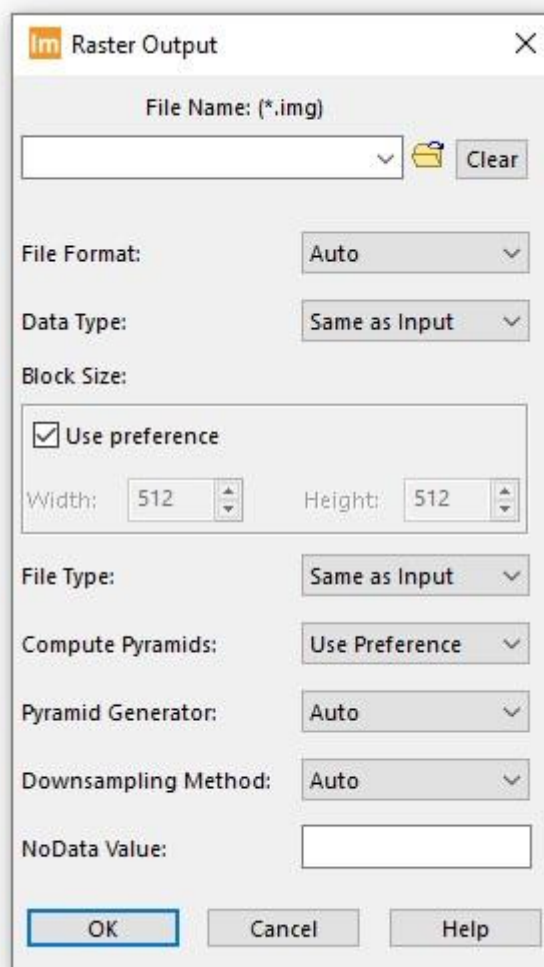 Im Raster Output
File Name: (*.img)
Clear
File Format: Auto
Data Type: Same as Input
Block Size:
Use preference
Width: 512 Height: 512
File Type: Same as Input
Compute Pyramids: Use Preference
Pyramid Generator: Auto
Downsampling Method: Auto
NoData Value:
OK Cancel Help